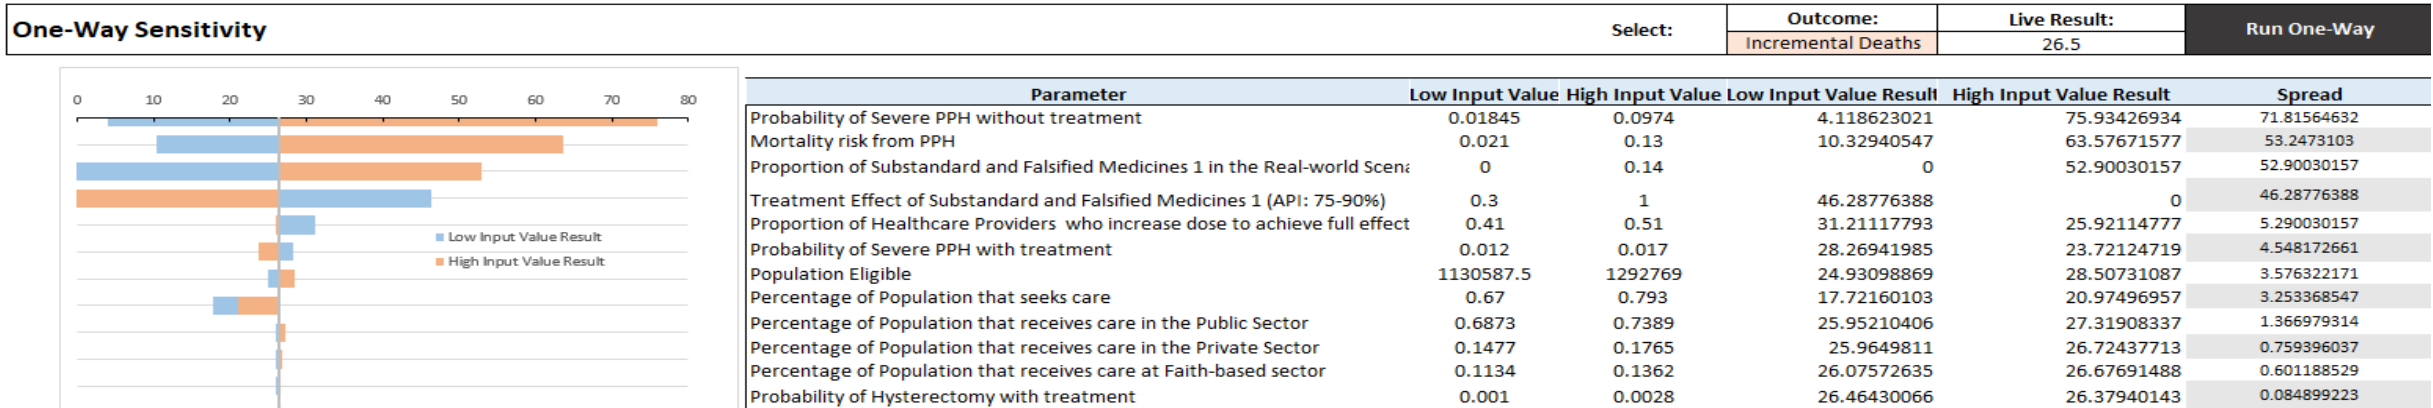 One-Way Sensitivity
Select:
Outcome:
Incremental Deaths
Live Result:
26.5
Run One-Way
0 10 20 30 40 50 60 70 80
Low Input Value Result
High Input Value Result
Parameter Low Input Value High Input Value Low Input Value Result High Input Value Result Spread
Probability of Severe PPH without treatment 0.01845 0.0974 4.118623021 75.93426934 71.81564632
Mortality risk from PPH 0.021 0.13 10.32940547 63.57671577 53.2473103
Proportion of Substandard and Falsified Medicines 1 in the Real-world Scena 0 0.14 0 52.90030157 52.90030157
Treatment Effect of Substandard and Falsified Medicines 1 (API: 75-90%) 0.3 1 46.28776388 0 46.28776388
Proportion of Healthcare Providers who increase dose to achieve full effect 0.41 0.51 31.21117793 25.92114777 5.290030157
Probability of Severe PPH with treatment 0.012 0.017 28.26941985 23.72124719 4.548172661
Population Eligible 1130587.5 1292769 24.93098869 28.50731087 3.576322171
Percentage of Population that seeks care 0.67 0.793 17.72160103 20.97496957 3.253368547
Percentage of Population that receives care in the Public Sector 0.6873 0.7389 25.95210406 27.31908337 1.366979314
Percentage of Population that receives care in the Private Sector 0.1477 0.1765 25.9649811 26.72437713 0.759396037
Percentage of Population that receives care at Faith-based sector 0.1134 0.1362 26.07572635 26.67691488 0.601188529
Probability of Hysterectomy with treatment 0.001 0.0028 26.46430066 26.37940143 0.084899223